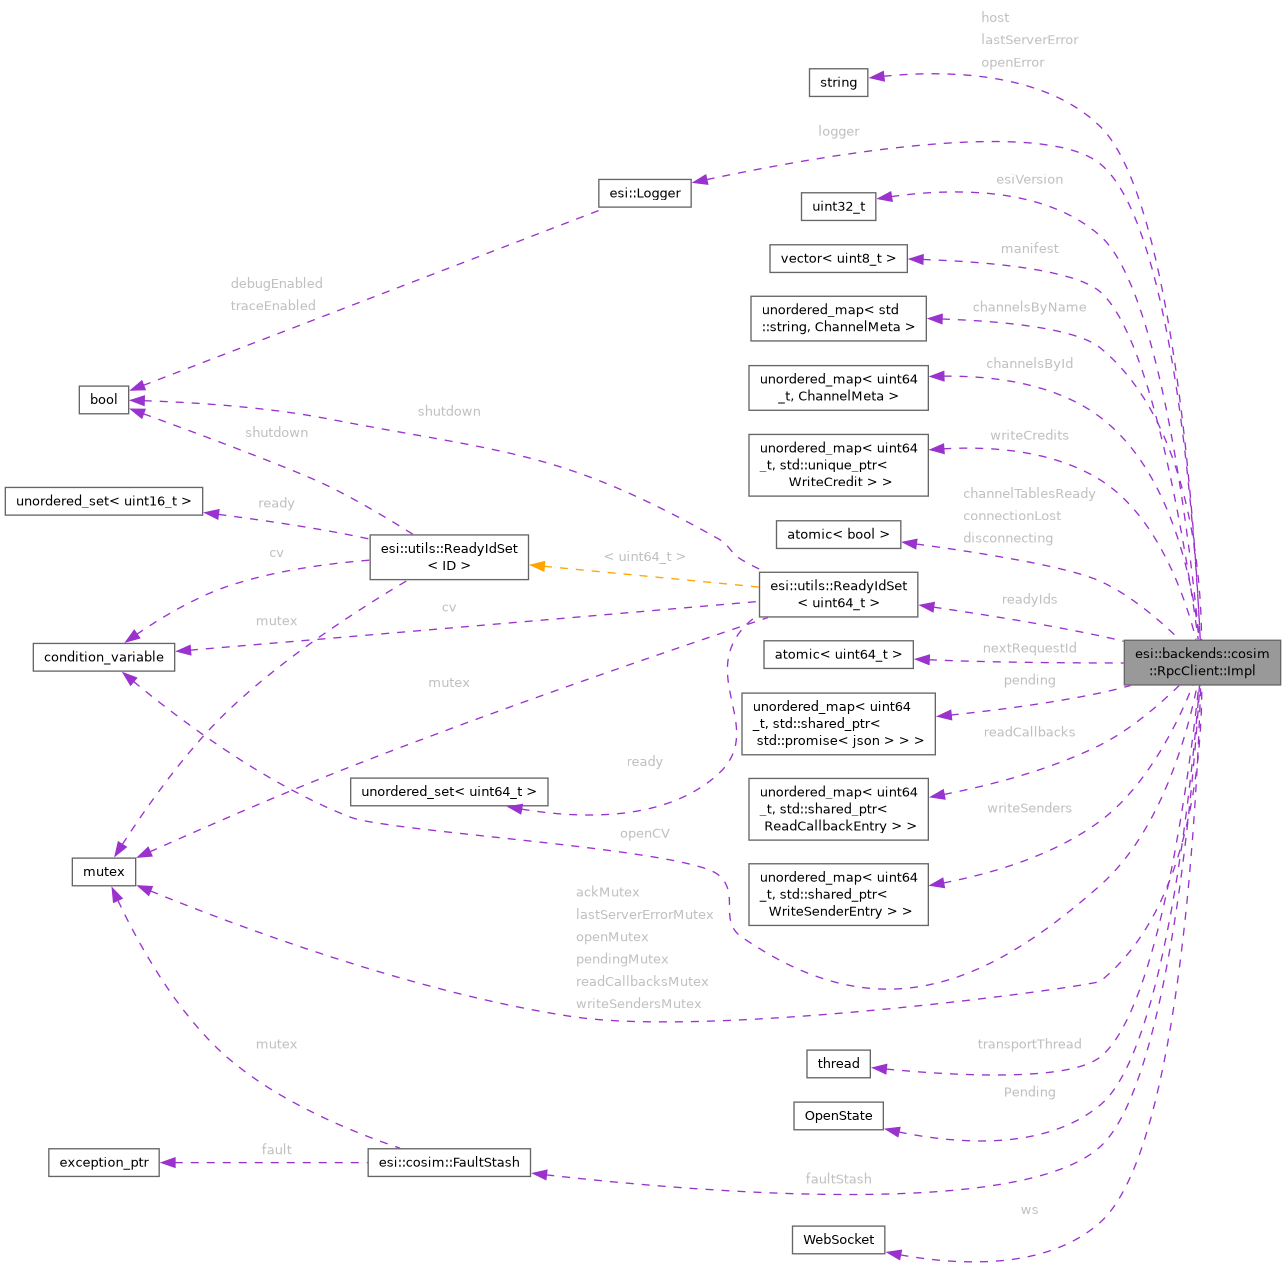 host
lastServerError
openError
string
logger
esi::Logger
esiVersion
uint32_t
manifest
vector< uint8_t >
debugEnabled
traceEnabled
channelsByName
unordered_map< std
::string, ChannelMeta >
channelsById
unordered_map< uint64
_t, ChannelMeta >
bool
shutdown
shutdown
writeCredits
unordered_map< uint64
_t, std::unique_ptr<
WriteCredit > >
unordered_set< uint16_t >
ready
channelTablesReady
connectionLost
disconnecting
atomic< bool >
esi::utils::ReadyIdSet
< ID >
cv
< uint64_t >
esi::utils::ReadyIdSet
< uint64_t >
readyIds
cv
mutex
condition_variable
atomic< uint64_t >
nextRequestId
esi::backends::cosim
::RpcClient::Impl
mutex
pending
unordered_map< uint64
_t, std::shared_ptr<
std::promise< json > > >
readCallbacks
ready
unordered_set< uint64_t >
unordered_map< uint64
_t, std::shared_ptr<
ReadCallbackEntry > >
writeSenders
openCV
mutex
unordered_map< uint64
_t, std::shared_ptr<
WriteSenderEntry > >
ackMutex
lastServerErrorMutex
openMutex
pendingMutex
readCallbacksMutex
writeSendersMutex
mutex
transportThread
thread
Pending
OpenState
fault
exception_ptr
esi::cosim::FaultStash
faultStash
ws
WebSocket